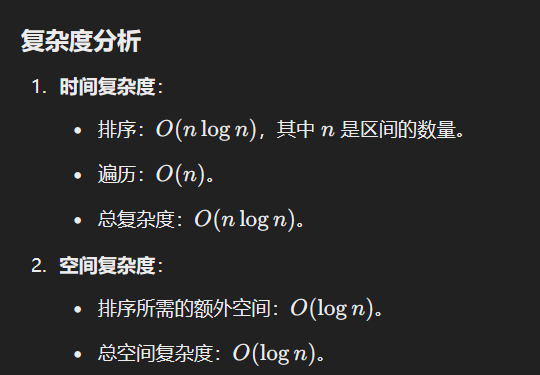 复杂度分析
1. 时间复杂度：
• 排序：O(n log n)，其中 n 是区间的数量。
• 遍历：O(n)。
• 总复杂度：O(n log n)。
2. 空间复杂度：
• 排序所需的额外空间：O(log n)。
• 总空间复杂度：O(log n)。